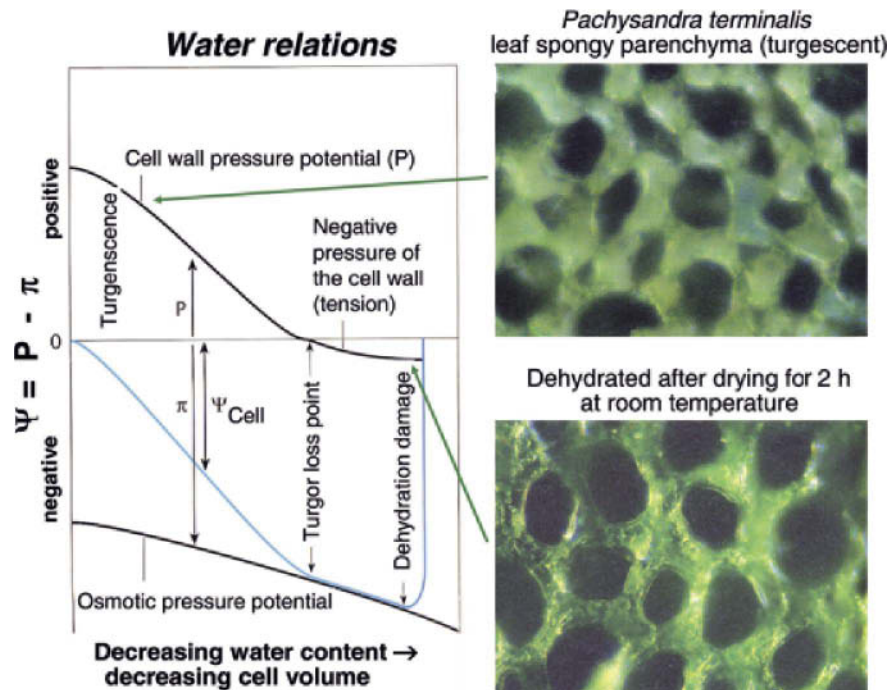 Water relations
Pachysandra terminalis
leaf spongy parenchyma (turgescent)
Cell wall pressure potential (P)
Negative
pressure of
the cell wall
(tension)
Turgenscence
P
positive
0
Ψ = P - π
negative
π
ΨCell
Turgor loss point
Dehydration damage
Osmotic pressure potential
Decreasing water content →
decreasing cell volume
Dehydrated after drying for 2 h
at room temperature